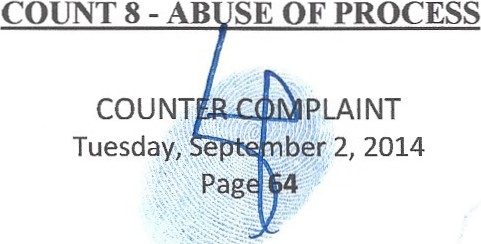 COUNT 8 - ABUSE OF PROCESS
COUNTER COMPLAINT
Tuesday, September 2, 2014
Page 64